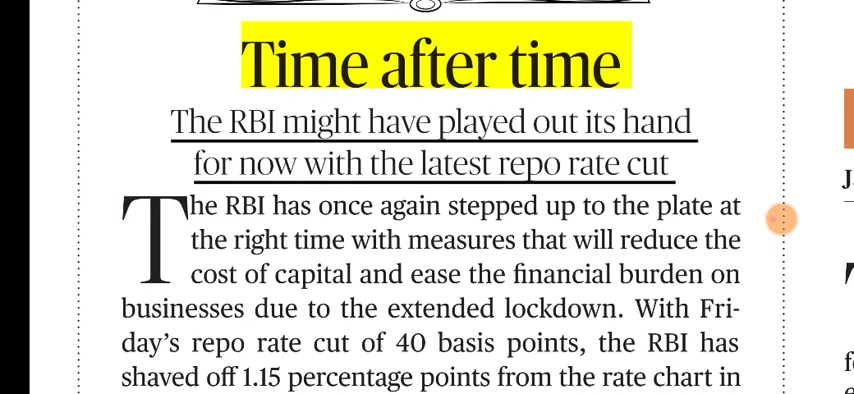 Time after time
The RBI might have played out its hand
for now with the latest repo rate cut
The RBI has once again stepped up to the plate at
the right time with measures that will reduce the
cost of capital and ease the financial burden on
businesses due to the extended lockdown. With Fri-
day's repo rate cut of 40 basis points, the RBI has
shaved off 1.15 percentage points from the rate chart in